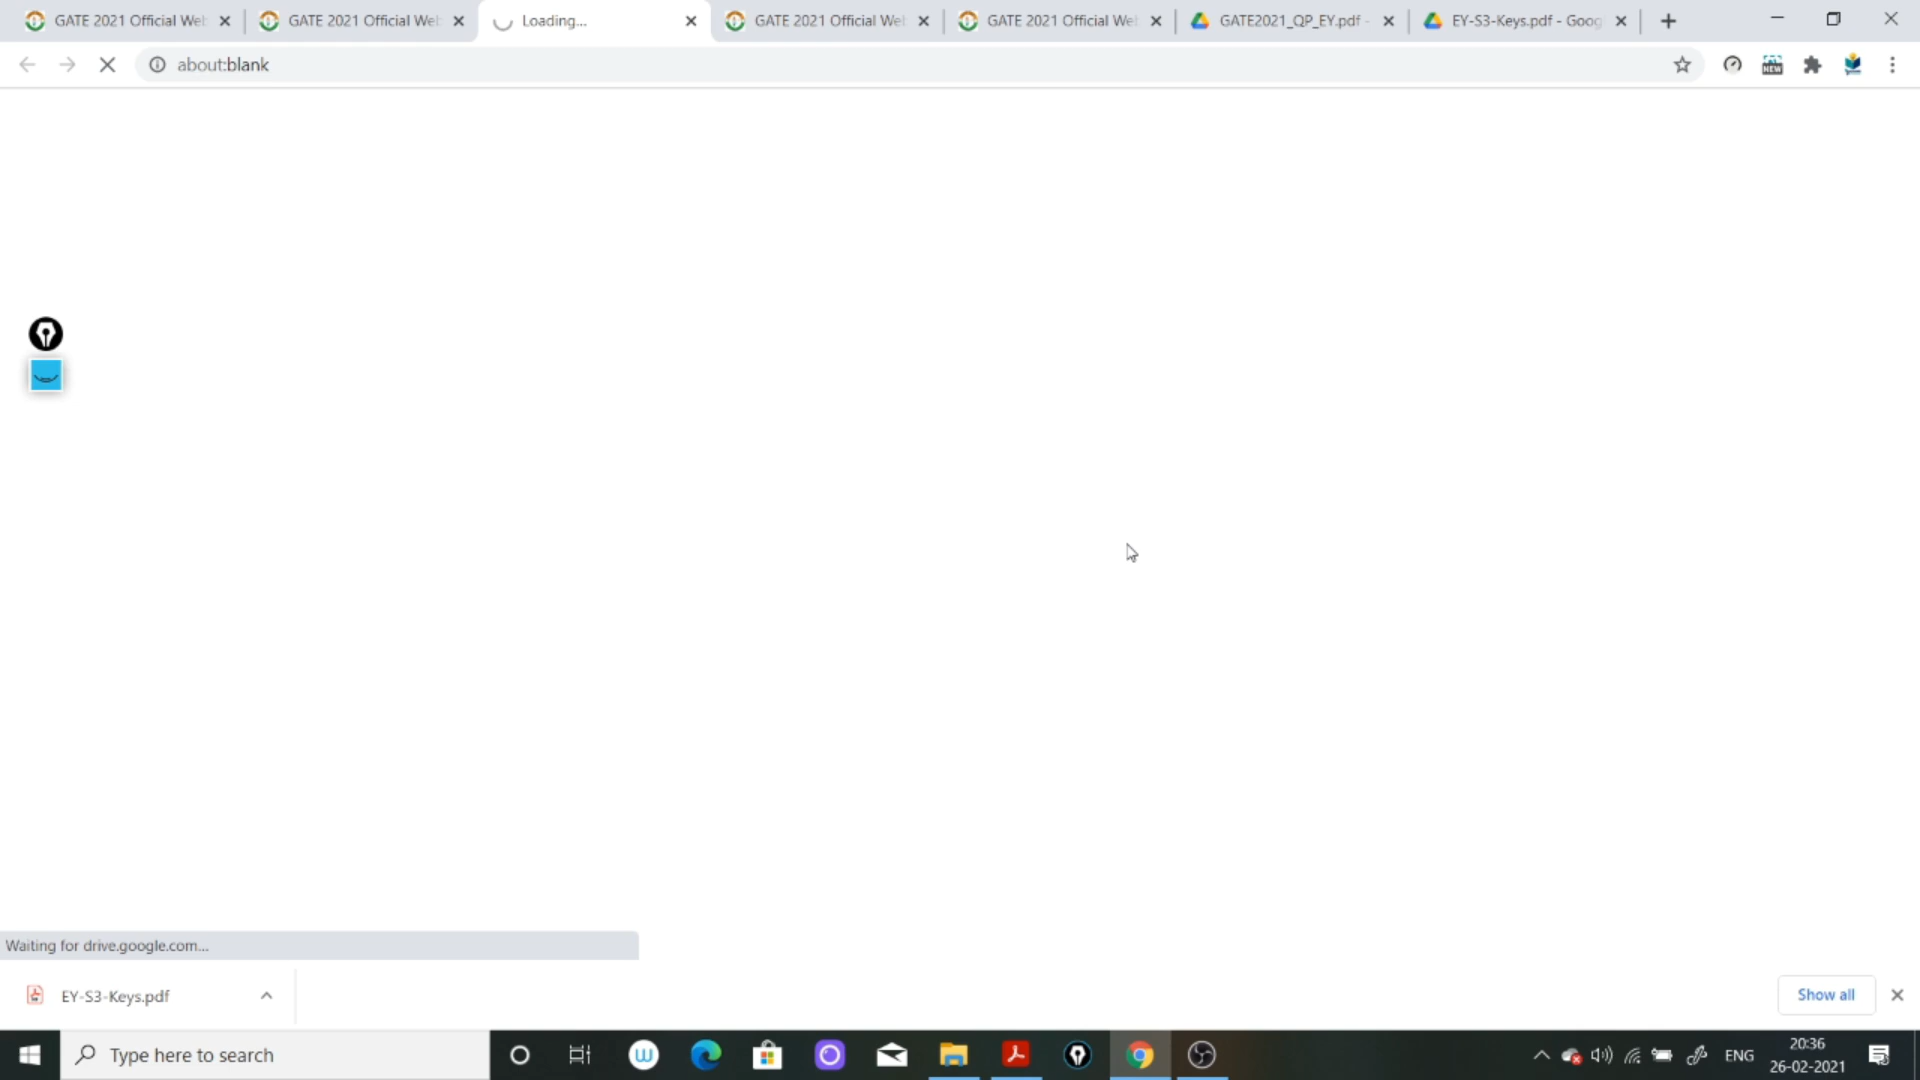 GATE 2021 Official Wel
GATE 2021 Official Wel
Loading...
GATE 2021 Official Wel
GATE 2021 Official Wel
GATE2021_QP_EY.pdf -
EY-S3-Keys.pdf - Goog
about:blank
NEW
Waiting for drive.google.com...
EY-S3-Keys.pdf
Show all
Type here to search
ENG
20:36
26-02-2021